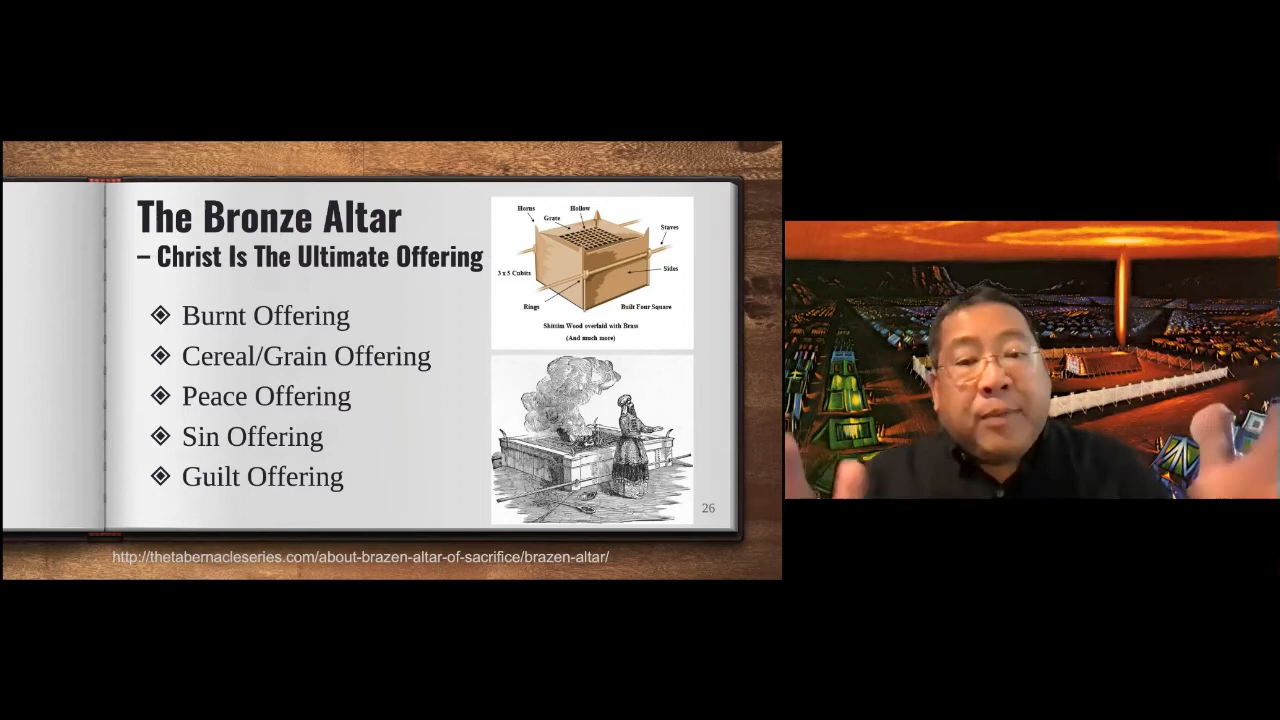 The Bronze Altar
– Christ Is The Ultimate Offering
Burnt Offering
Cereal/Grain Offering
Peace Offering
Sin Offering
Guilt Offering
Horns
Hollow
Grate
Staves
3 x 5 Cubits
Sides
Rings
Built Four Square
Shittim Wood overlaid with Brass
(And much more)
26
http://thetabernacleseries.com/about-brazen-altar-of-sacrifice/brazen-altar/